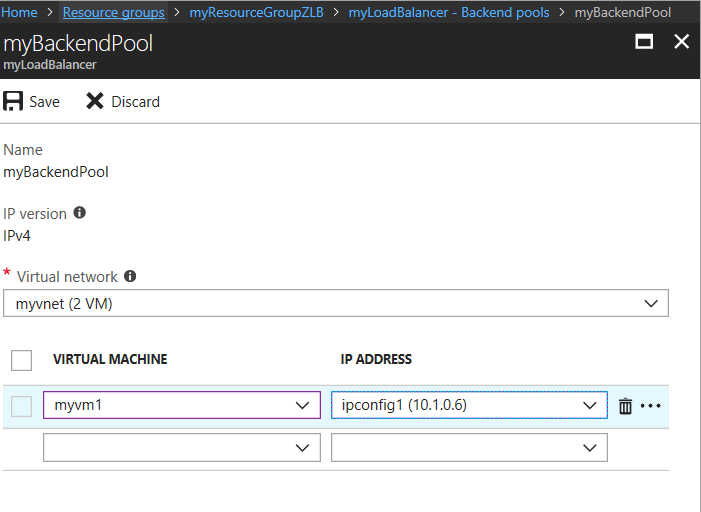 Home > Resource groups > myResourceGroupZLB > myLoadBalancer - Backend pools > myBackendPool
myBackendPool
myLoadBalancer
Save Discard
Name
myBackendPool
IP version
IPv4
* Virtual network
myvnet (2 VM)
VIRTUAL MACHINE IP ADDRESS
myvm1 ipconfig1 (10.1.0.6)